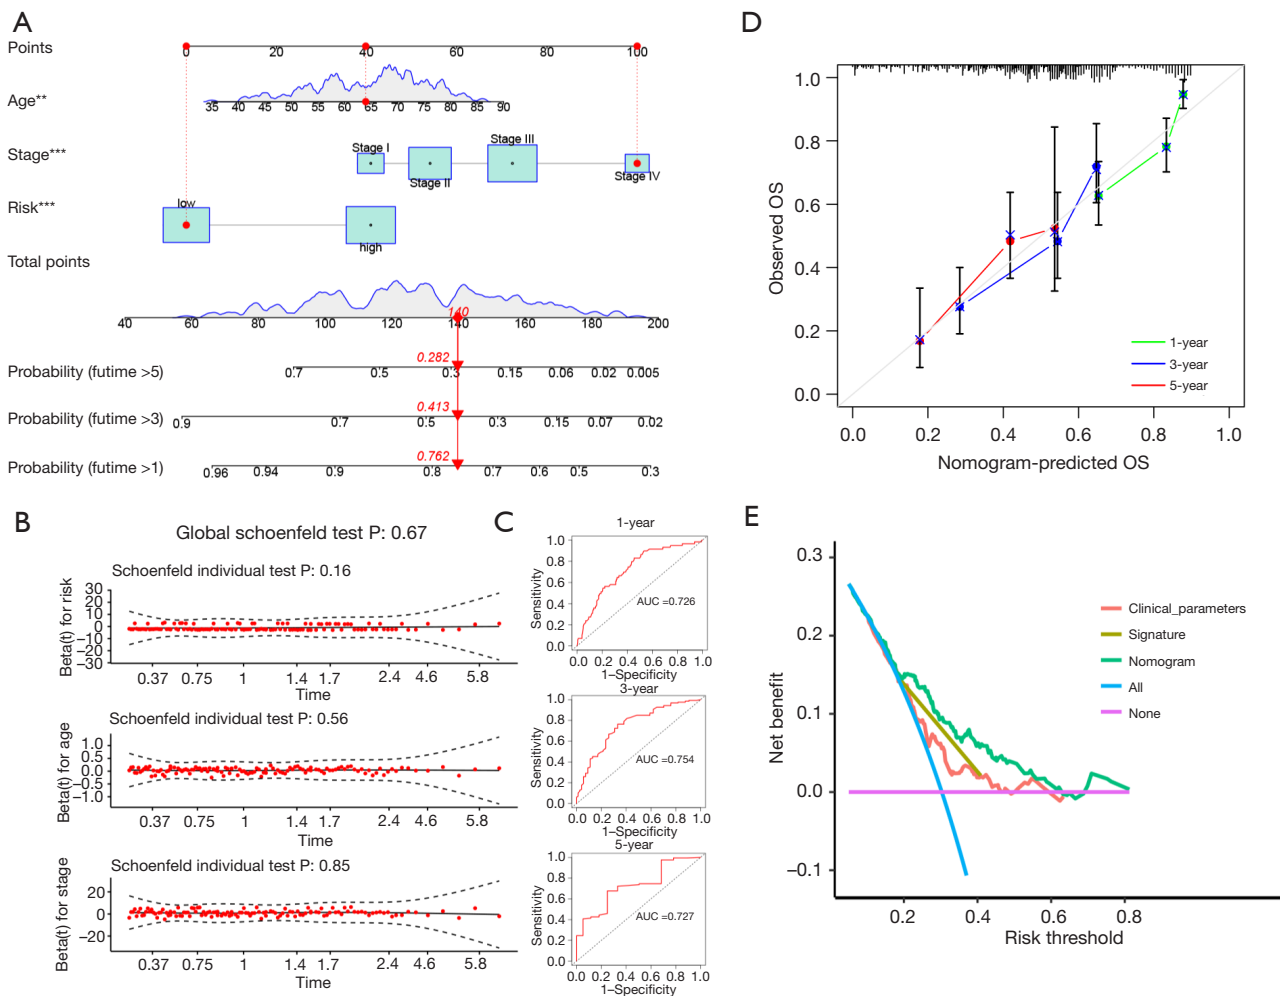 A
Points
0 20 40 60 80 100
Age**
35 40 45 50 55 60 65 70 75 80 85 90
Stage***
Stage I
Stage II
Stage III
Stage IV
Risk***
low
high
Total points
140
40 60 80 100 120 140 160 180 200
0.282
Probability (futime >5)
0.7 0.5 0.3 0.15 0.06 0.02 0.005
0.413
Probability (futime >3)
0.9 0.7 0.5 0.3 0.15 0.07 0.02
0.762
Probability (futime >1)
0.96 0.94 0.9 0.8 0.7 0.6 0.5 0.3
B
Global schoenfeld test P: 0.67
Schoenfeld individual test P: 0.16
Beta(t) for risk
30
20
10
0
–10
–20
–30
0.37 0.75 1 1.4 1.7 2.4 4.6 5.8
Time
Schoenfeld individual test P: 0.56
Beta(t) for age
1.0
0.5
0.0
–0.5
–1.0
0.37 0.75 1 1.4 1.7 2.4 4.6 5.8
Time
Schoenfeld individual test P: 0.85
Beta(t) for stage
20
0
–20
0.37 0.75 1 1.4 1.7 2.4 4.6 5.8
Time
C
1-year
Sensitivity
1.0
0.8
0.6
0.4
0.2
0.0
AUC =0.726
0.0 0.2 0.4 0.6 0.8 1.0
1–Specificity
3-year
Sensitivity
1.0
0.8
0.6
0.4
0.2
0.0
AUC =0.754
0.0 0.2 0.4 0.6 0.8 1.0
1–Specificity
5-year
Sensitivity
1.0
0.8
0.6
0.4
0.2
0.0
AUC =0.727
0.0 0.2 0.4 0.6 0.8 1.0
1–Specificity
D
Observed OS
1.0
0.8
0.6
0.4
0.2
0.0
1-year
3-year
5-year
0.0 0.2 0.4 0.6 0.8 1.0
Nomogram-predicted OS
E
Net benefit
0.3
0.2
0.1
0.0
–0.1
Clinical_parameters
Signature
Nomogram
All
None
0.2 0.4 0.6 0.8
Risk threshold